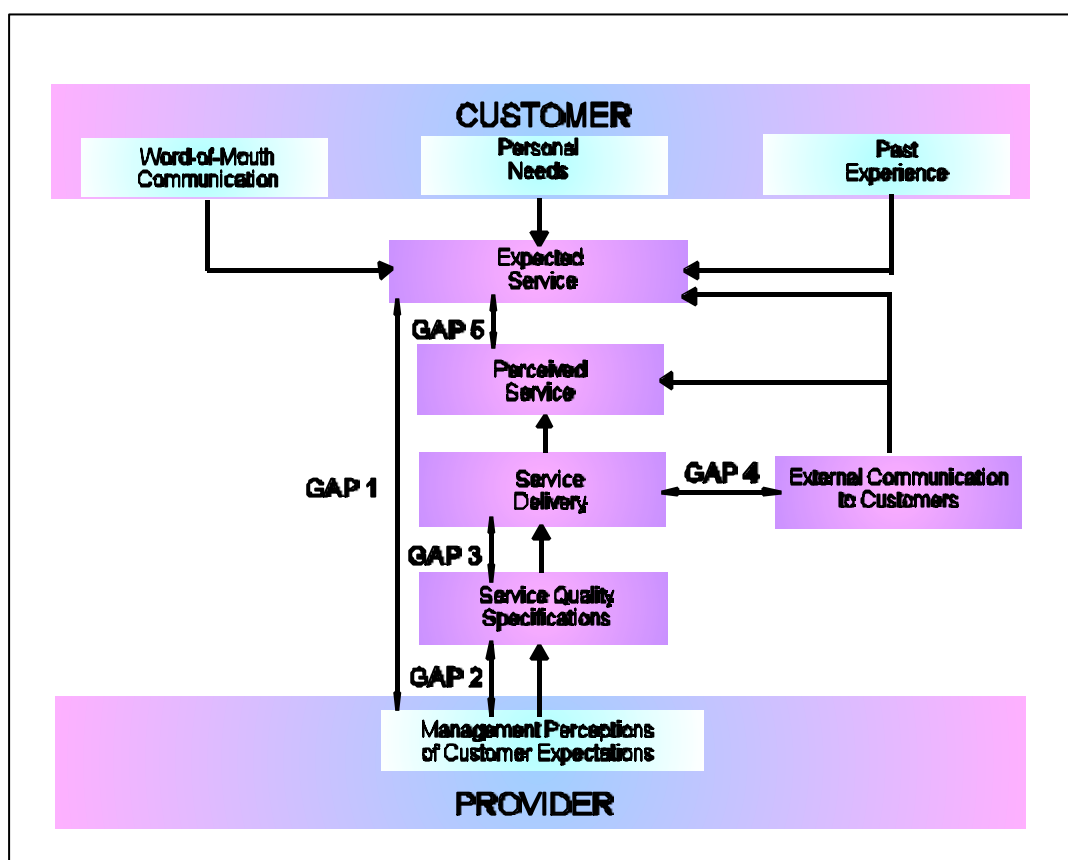 CUSTOMER
Word-of-Mouth
Communication
Personal
Needs
Past
Experience
Expected
Service
GAP 5
Perceived
Service
GAP 1
Service
Delivery
GAP 4
External Communication
to Customers
GAP 3
Service Quality
Specifications
GAP 2
Management Perceptions
of Customer Expectations
PROVIDER